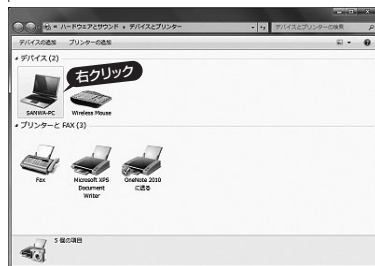 ハードウェアとサウンド ▸ デバイスとプリンター
デバイスとプリンターの検索
デバイスの追加 プリンターの追加
デバイス (2)
右クリック
SANWA-PC
Wireless Mouse
プリンターと FAX (3)
Fax
Microsoft XPS
Document
Writer
OneNote 2010
に送る
5 個の項目